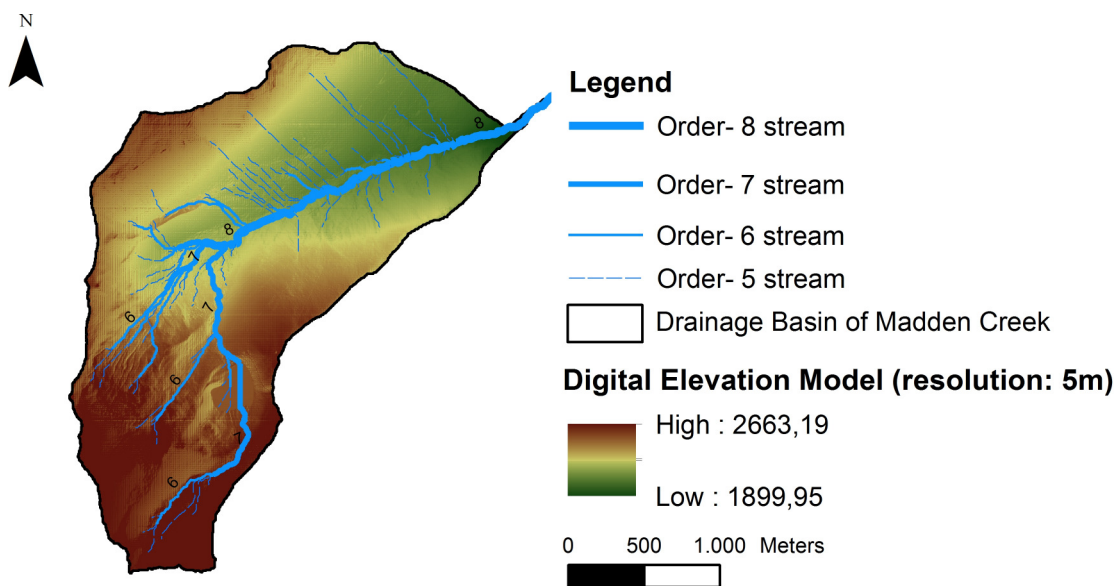 N
8
8
7
7
6
6
7
6
Legend
Order- 8 stream
Order- 7 stream
Order- 6 stream
Order- 5 stream
Drainage Basin of Madden Creek
Digital Elevation Model (resolution: 5m)
High : 2663,19
Low : 1899,95
0 500 1.000 Meters